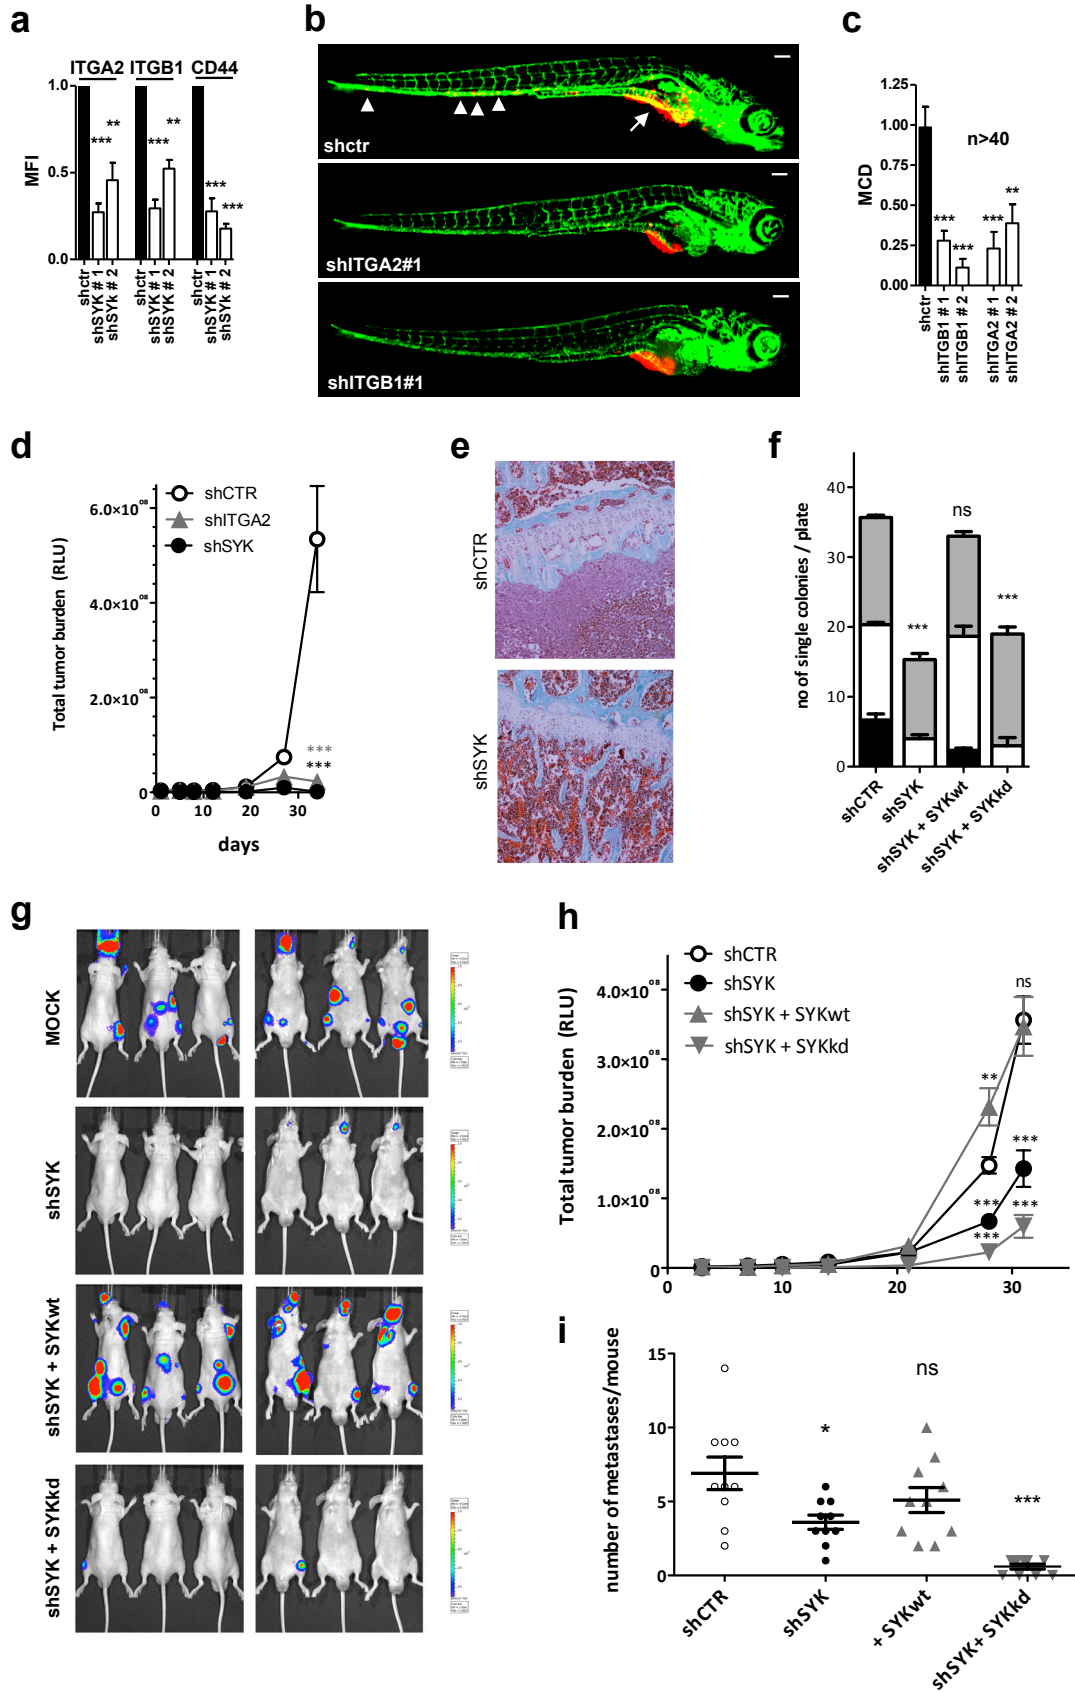 a
ITGA2 ITGB1 CD44
MFI
1.0
0.5
0.0
** ** *** *** *** ***
shctr
shSYK # 1
shSYk # 2
shctr
shSYK # 1
shSYK # 2
shctr
shSYK # 1
shSYk # 2
b
shctr
shITGA2#1
shITGB1#1
c
MCD
1.25
1.00
0.75
0.50
0.25
0.00
n>40
*** *** *** **
shctr
shITGB1 # 1
shITGB1 # 2
shITGA2 # 1
shITGA2 # 2
d
Total tumor burden (RLU)
6.0×10⁰⁸
4.0×10⁰⁸
2.0×10⁰⁸
0
shCTR
shITGA2
shSYK
***
***
0 10 20 30
days
e
shCTR
shSYK
f
no of single colonies / plate
40
30
20
10
0
*** ns ***
shCTR
shSYK
shSYK + SYKwt
shSYK + SYKkd
g
MOCK
shSYK
shSYK + SYKwt
shSYK + SYKkd
h
Total tumor burden (RLU)
4.0×10⁰⁸
3.0×10⁰⁸
2.0×10⁰⁸
1.0×10⁰⁸
0
shCTR
shSYK
shSYK + SYKwt
shSYK + SYKkd
ns
**
***
***
***
***
0 10 20 30
i
number of metastases/mouse
15
10
5
0
* ns ***
shCTR
shSYK
+ SYKwt
shSYK+ SYKkd